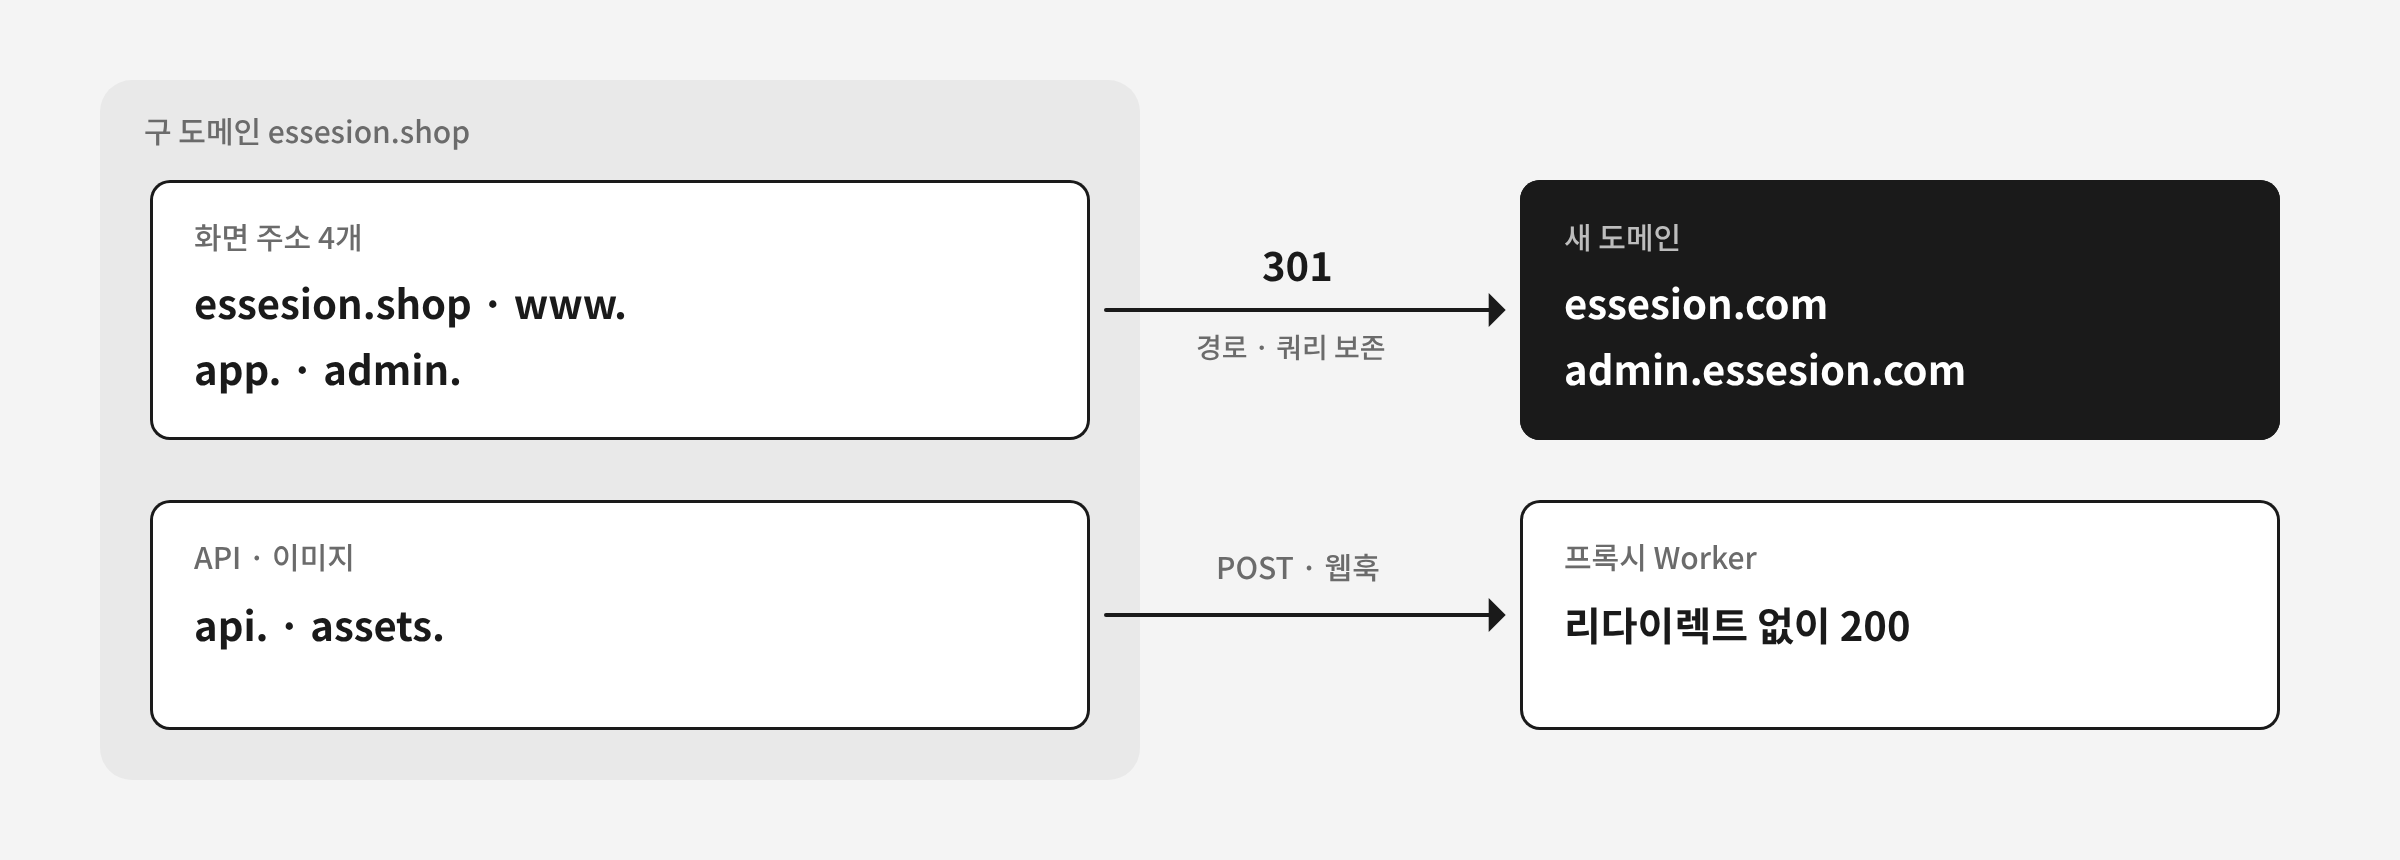 구 도메인 essesion.shop
화면 주소 4개
essesion.shop · www.
app. · admin.
301
경로 · 쿼리 보존
새 도메인
essesion.com
admin.essesion.com
API · 이미지
api. · assets.
POST · 웹훅
프록시 Worker
리다이렉트 없이 200